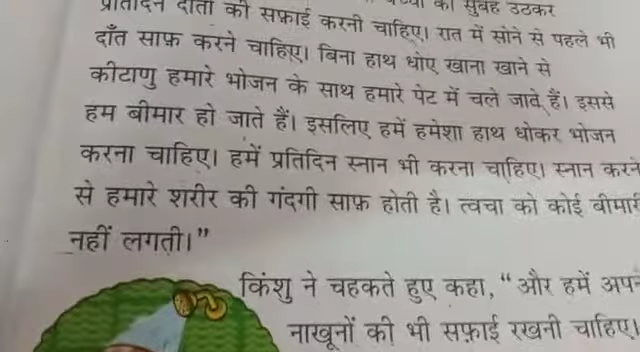 प्रतिदिन दाँतों की सफ़ाई करनी चाहिए। रात में सोने से पहले भी
दाँत साफ़ करने चाहिए। बिना हाथ धोए खाना खाने से
कीटाणु हमारे भोजन के साथ हमारे पेट में चले जाते हैं। इससे
हम बीमार हो जाते हैं। इसलिए हमें हमेशा हाथ धोकर भोजन
करना चाहिए। हमें प्रतिदिन स्नान भी करना चाहिए। स्नान करने
से हमारे शरीर की गंदगी साफ़ होती है। त्वचा को कोई बीमारी
नहीं लगती।”
किंशु ने चहकते हुए कहा, “और हमें अपने
नाखूनों की भी सफ़ाई रखनी चाहिए।